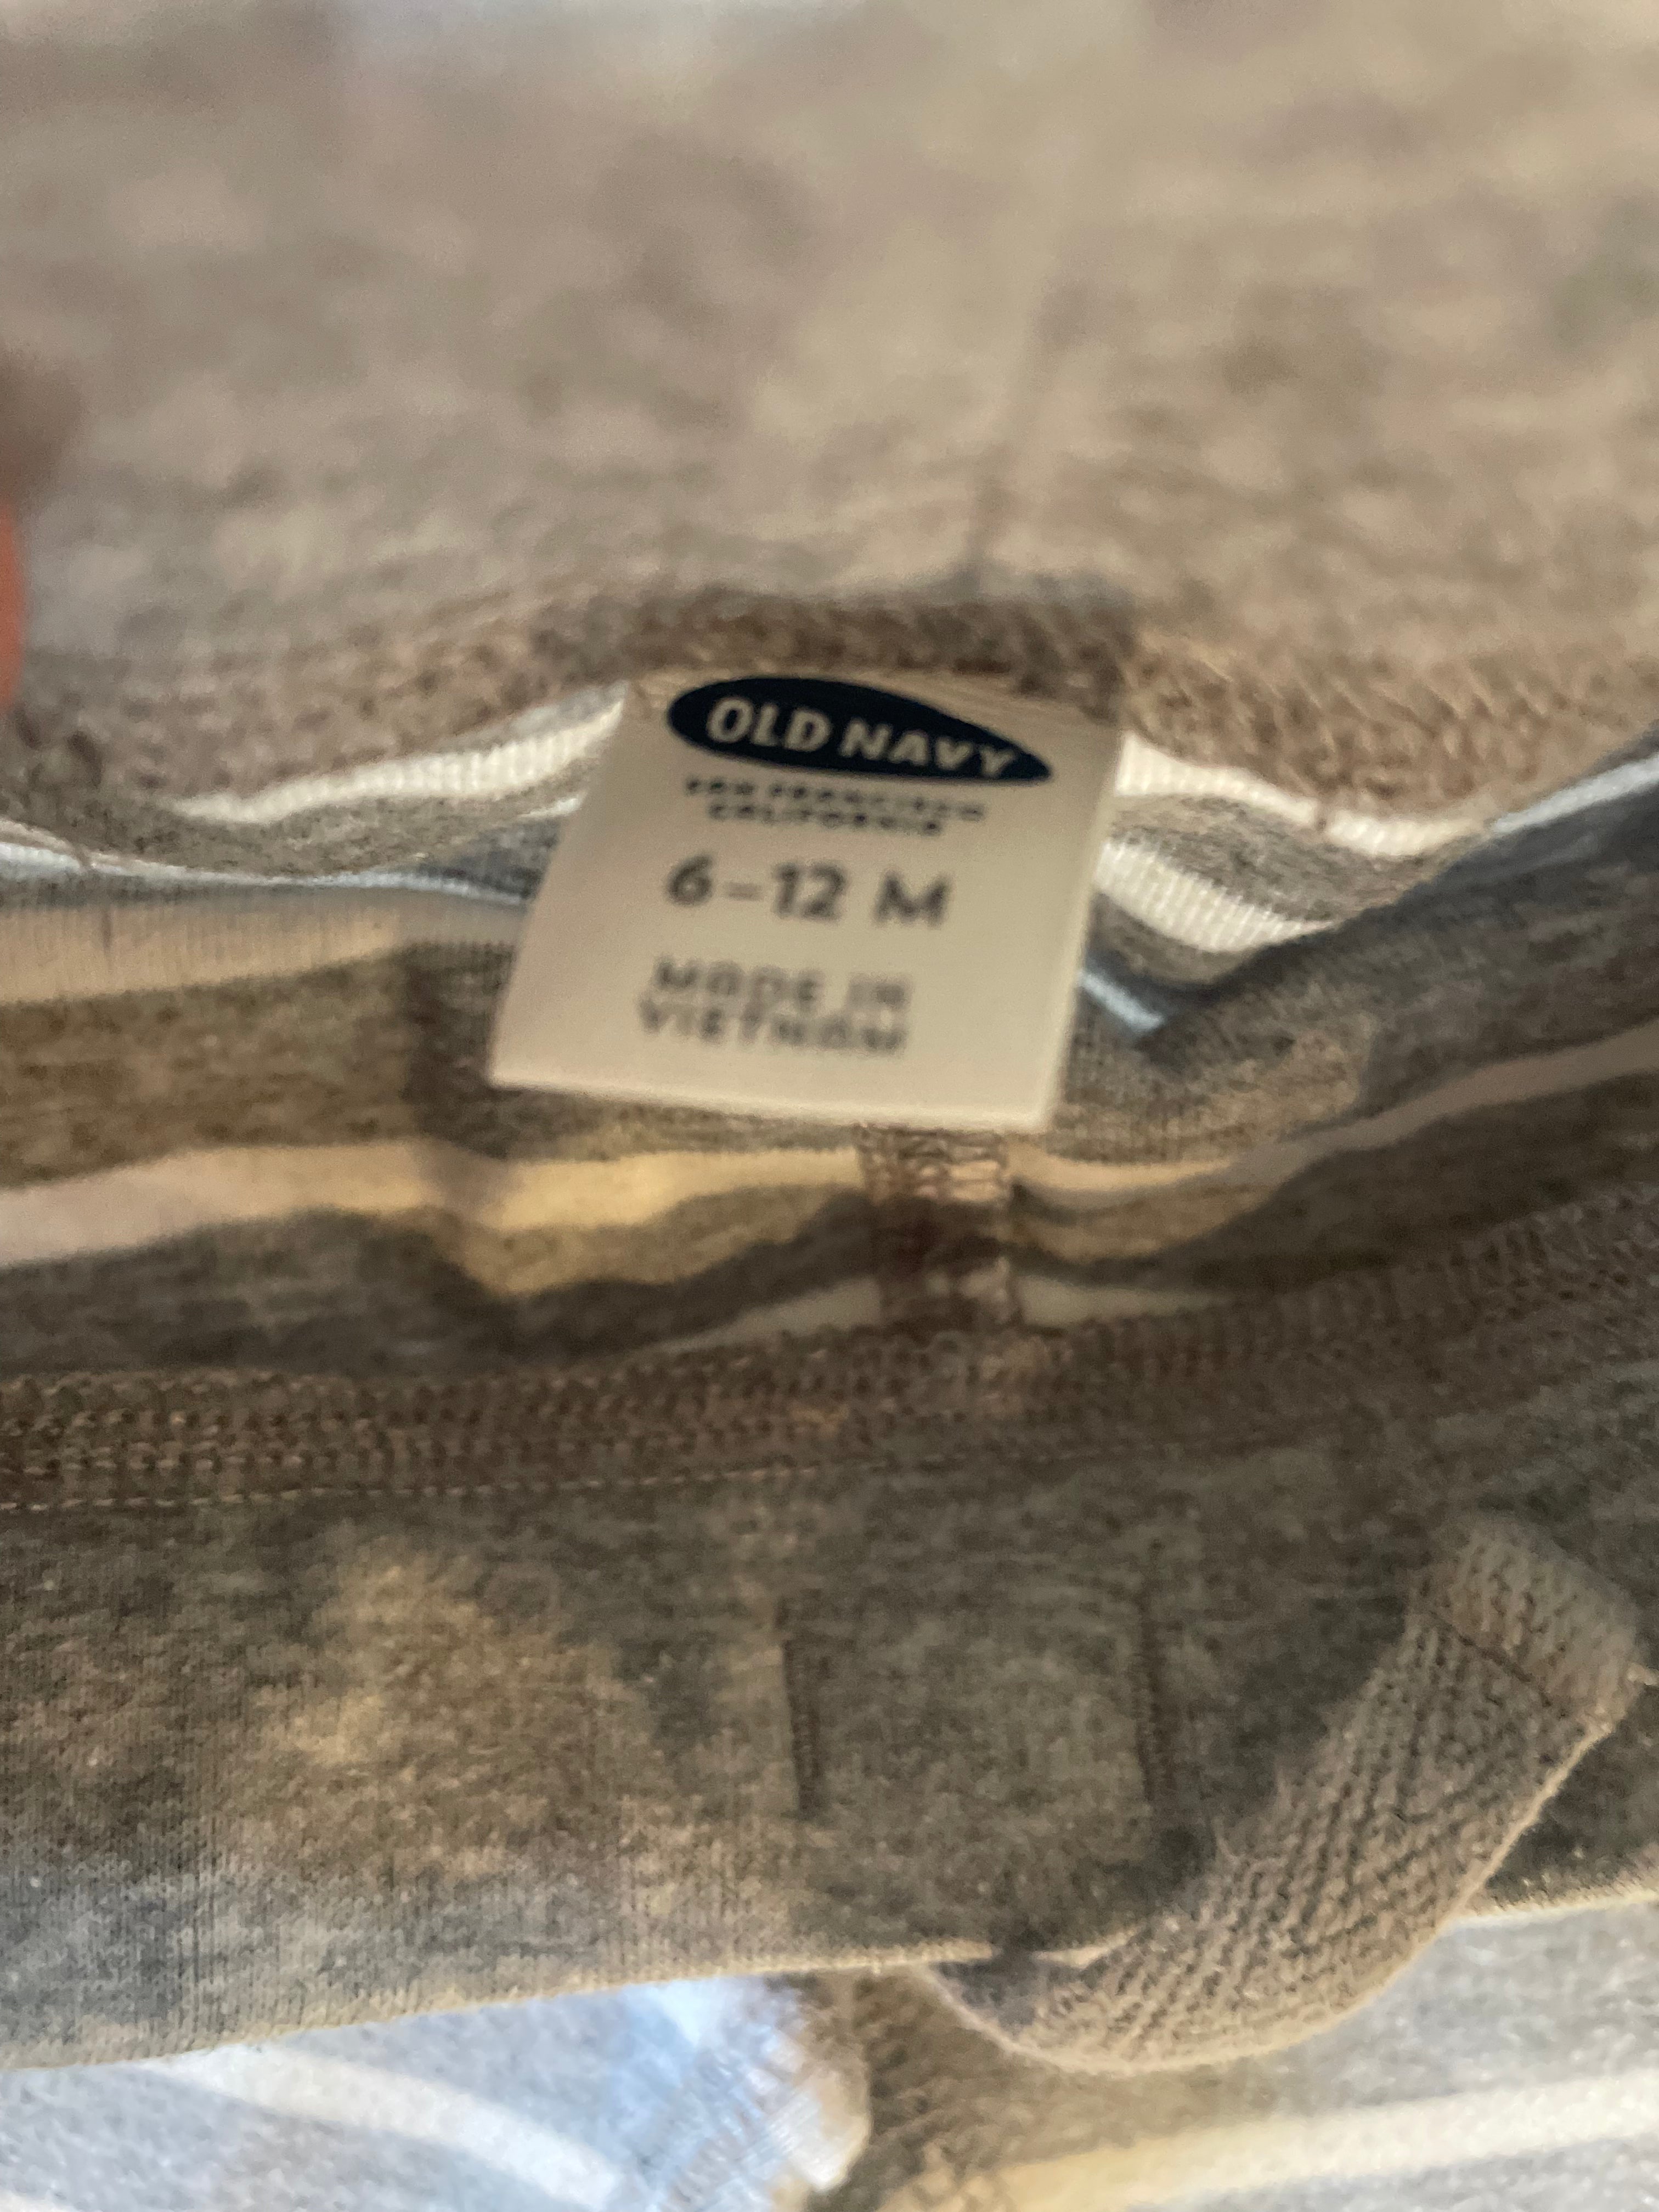 OLD NAVY
SAN FRANCISCO
CALIFORNIA
6-12 M
MADE IN
VIETNAM